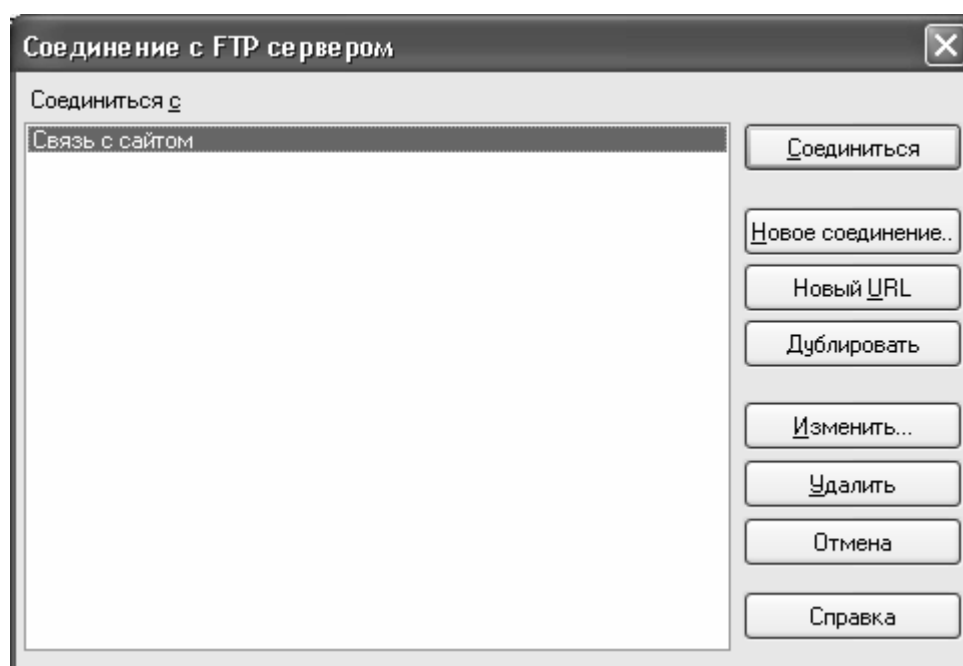 Соединение с FTP сервером
Соединиться с
Связь с сайтом
Соединиться
Новое соединение..
Новый URL
Дублировать
Изменить...
Удалить
Отмена
Справка